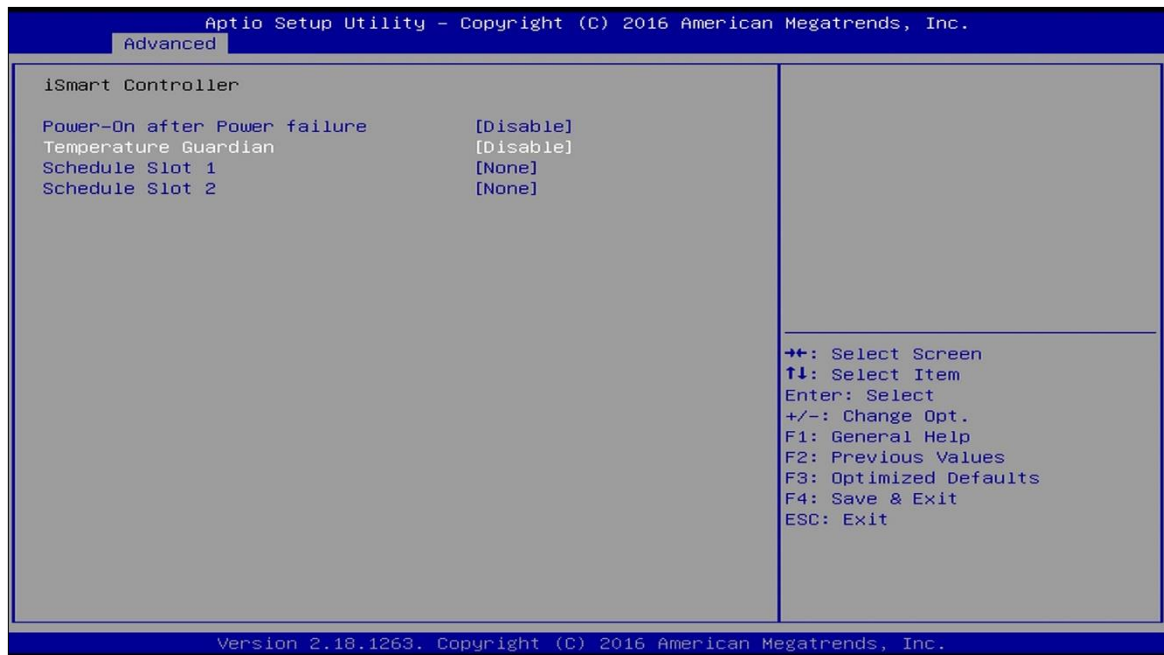 Aptio Setup Utility – Copyright (C) 2016 American Megatrends, Inc.
Advanced
iSmart Controller
Power-On after Power failure [Disable]
Temperature Guardian [Disable]
Schedule Slot 1 [None]
Schedule Slot 2 [None]
→←: Select Screen
↑↓: Select Item
Enter: Select
+/-: Change Opt.
F1: General Help
F2: Previous Values
F3: Optimized Defaults
F4: Save & Exit
ESC: Exit
Version 2.18.1263. Copyright (C) 2016 American Megatrends, Inc.